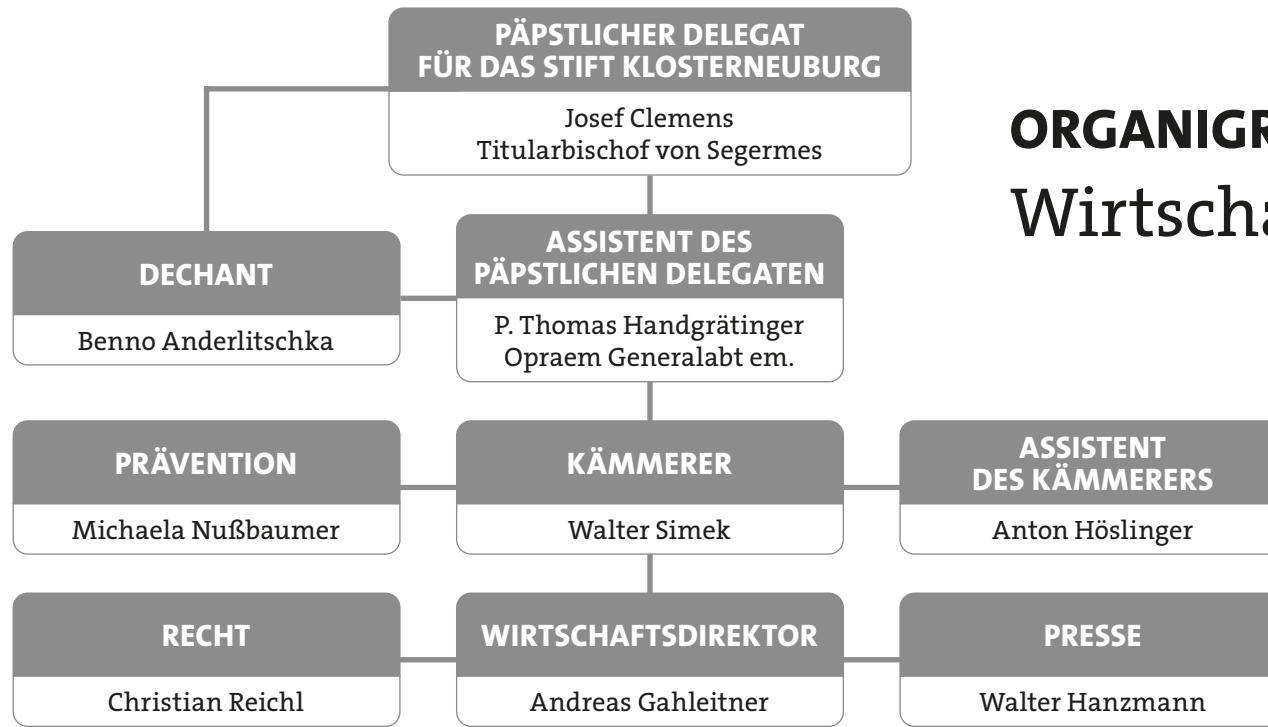 PÄPSTLICHER DELEGAT
FÜR DAS STIFT KLOSTERNEUBURG
Josef Clemens
Titularbischof von Segermes
ORGANIGR
Wirtscha
DECHANT
Benno Anderlitschka
ASSISTENT DES
PÄPSTLICHEN DELEGATEN
P. Thomas Handgrätinger
Opraem Generalabt em.
PRÄVENTION
Michaela Nußbaumer
KÄMMERER
Walter Simek
ASSISTENT
DES KÄMMERERS
Anton Höslinger
RECHT
Christian Reichl
WIRTSCHAFTSDIREKTOR
Andreas Gahleitner
PRESSE
Walter Hanzmann